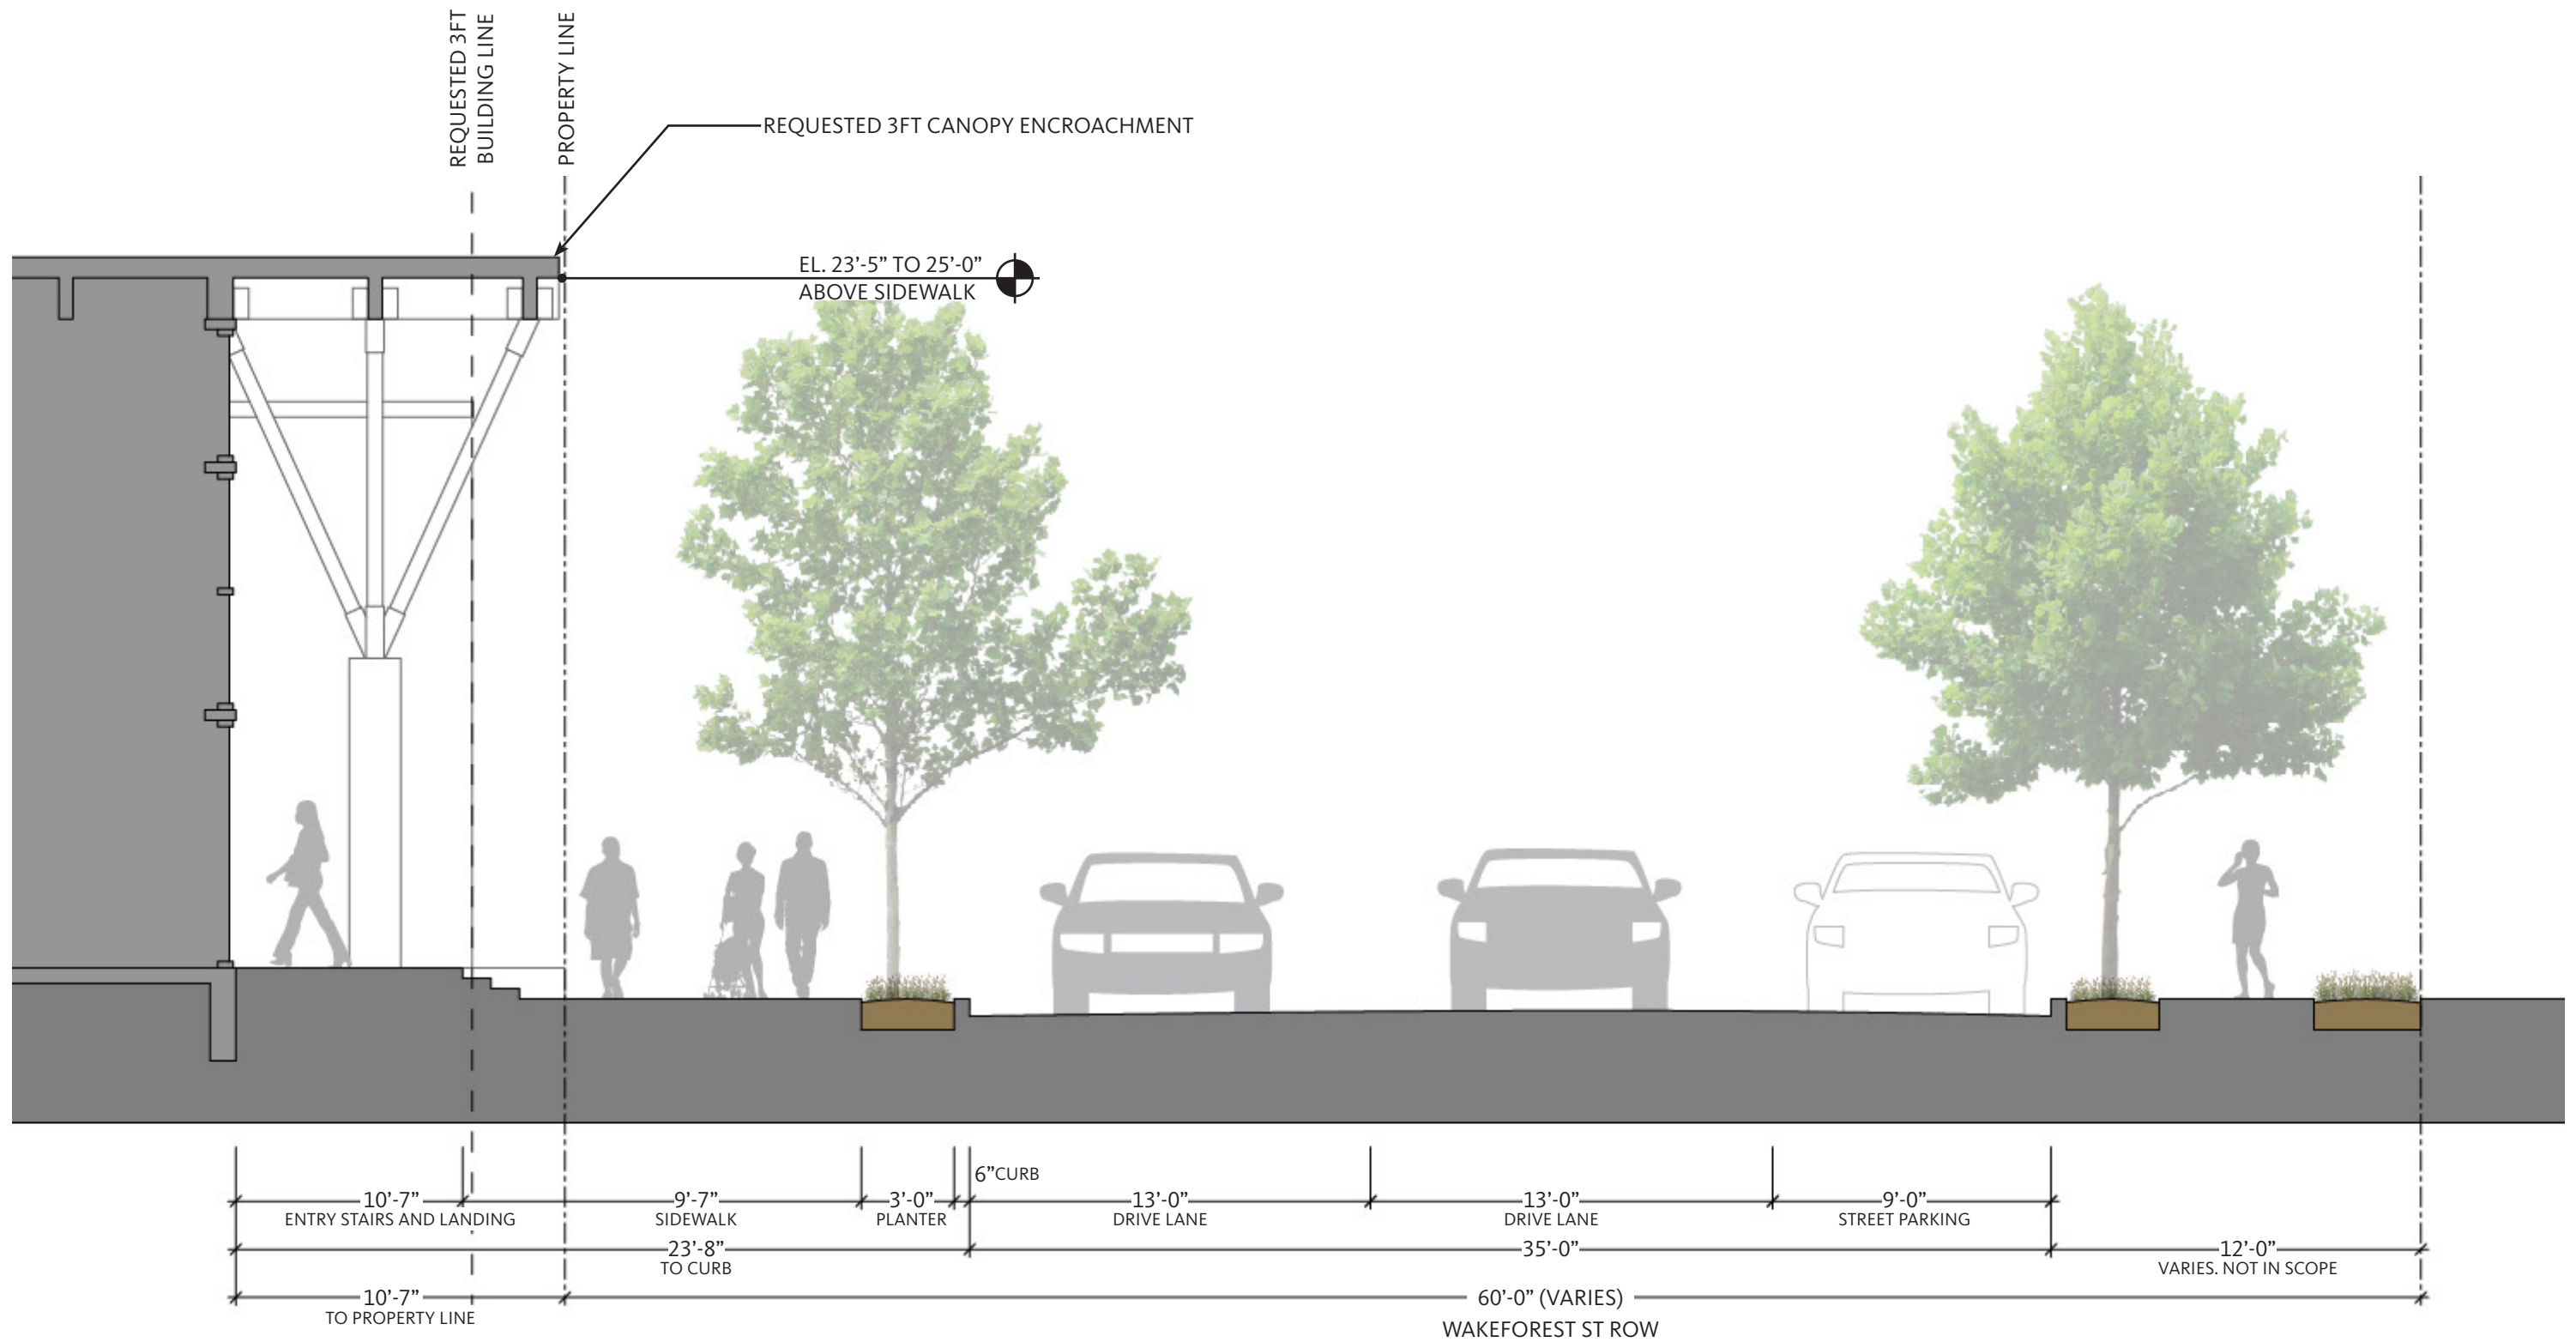 REQUESTED 3FT
BUILDING LINE
PROPERTY LINE
REQUESTED 3FT CANOPY ENCROACHMENT
EL. 23’-5” TO 25’-0”
ABOVE SIDEWALK
6”CURB
10’-7”
ENTRY STAIRS AND LANDING
9’-7”
SIDEWALK
3’-0”
PLANTER
13’-0”
DRIVE LANE
13’-0”
DRIVE LANE
9’-0”
STREET PARKING
23’-8”
TO CURB
35’-0”
12’-0”
VARIES. NOT IN SCOPE
10’-7”
TO PROPERTY LINE
60’-0” (VARIES)
WAKEFOREST ST ROW